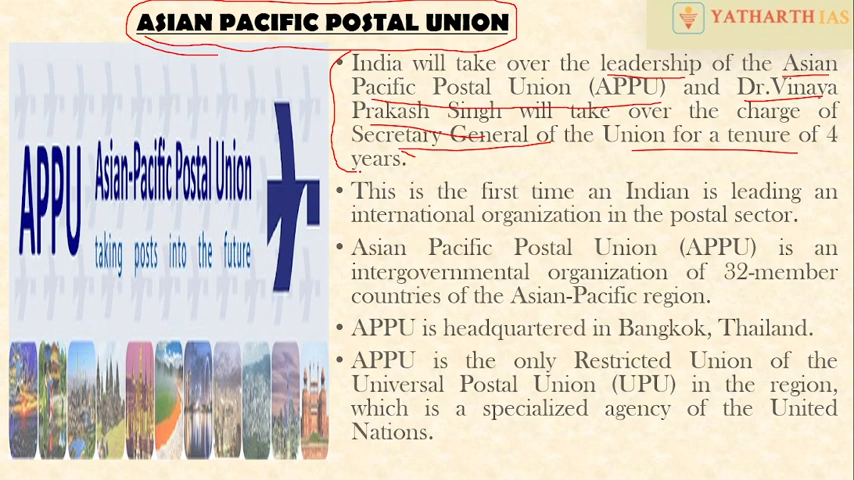 ASIAN PACIFIC POSTAL UNION
YATHARTH IAS
APPU
Asian-Pacific Postal Union
taking posts into the future
• India will take over the leadership of the Asian
Pacific Postal Union (APPU) and Dr.Vinaya
Prakash Singh will take over the charge of
Secretary General of the Union for a tenure of 4
years.
• This is the first time an Indian is leading an
international organization in the postal sector.
• Asian Pacific Postal Union (APPU) is an
intergovernmental organization of 32-member
countries of the Asian-Pacific region.
• APPU is headquartered in Bangkok, Thailand.
• APPU is the only Restricted Union of the
Universal Postal Union (UPU) in the region,
which is a specialized agency of the United
Nations.